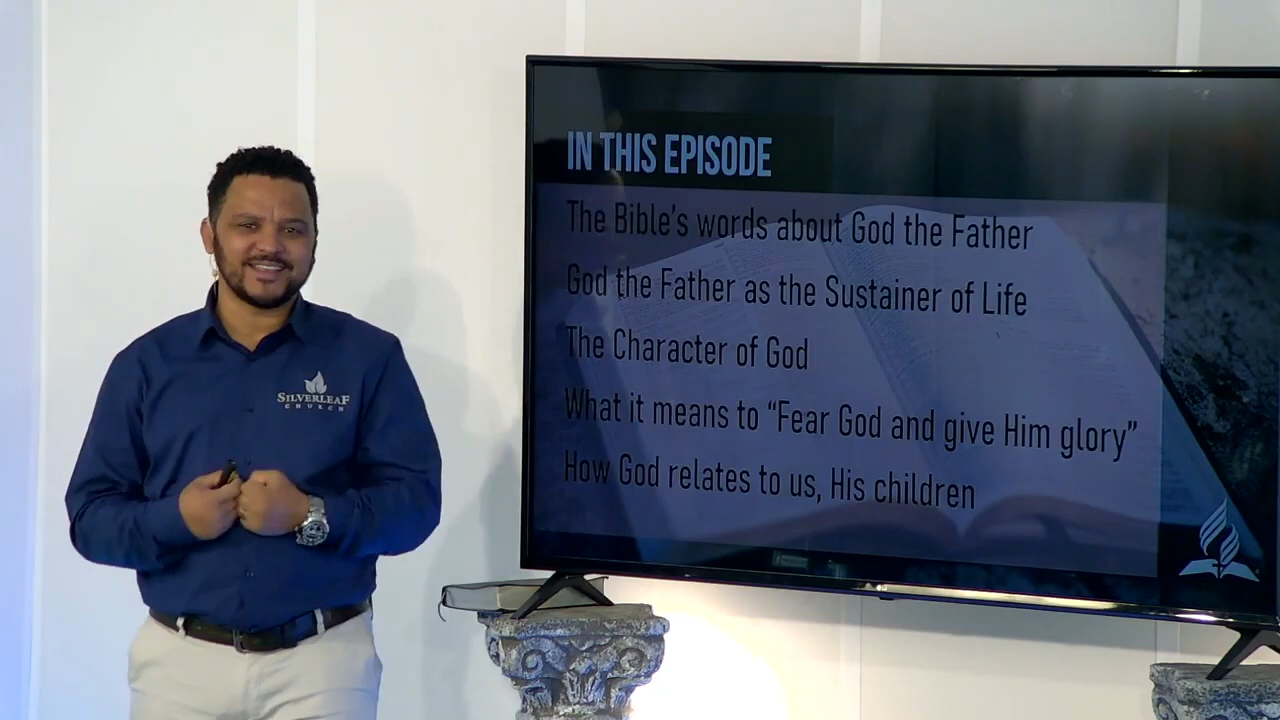 IN THIS EPISODE
The Bible's words about God the Father
God the Father as the Sustainer of Life
The Character of God
What it means to “Fear God and give Him glory”
How God relates to us, His children
SILVERLEAF
CHURCH